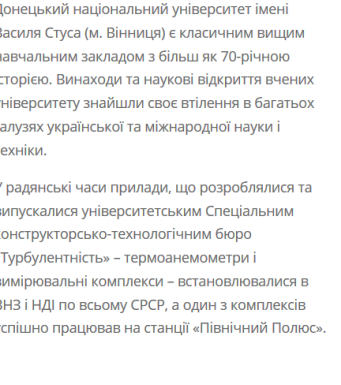 Донецький національний університет імені
Василя Стуса (м. Вінниця) є класичним вищим
навчальним закладом з більш як 70-річною
історією. Винаходи та наукові відкриття вчених
університету знайшли своє втілення в багатьох
галузях української та міжнародної науки і
техніки.
У радянські часи прилади, що розроблялися та
випускалися університетським Спеціальним
конструкторсько-технологічним бюро
«Турбулентність» – термоанемометри і
вимірювальні комплекси – встановлювалися в
ВНЗ і НДІ по всьому СРСР, а один з комплексів
успішно працював на станції «Північний Полюс».